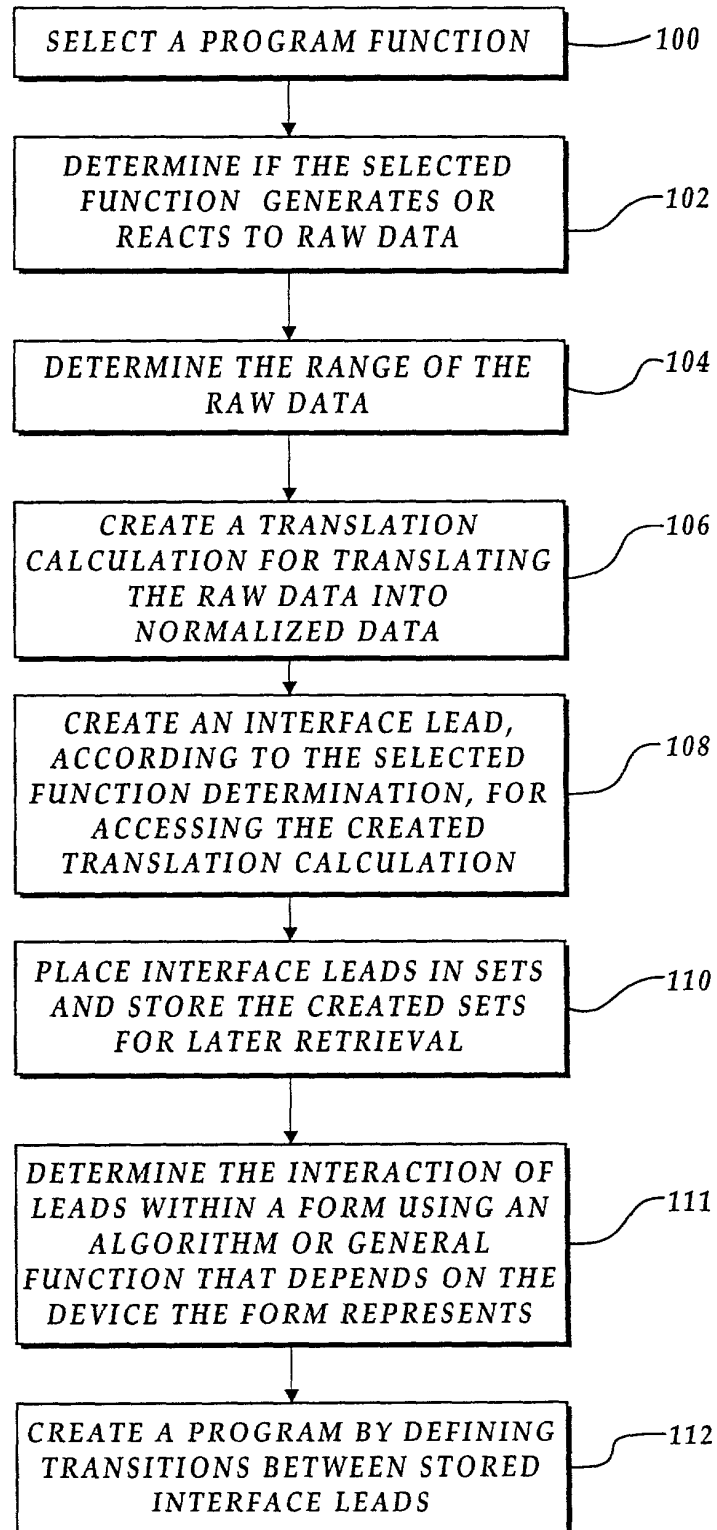 SELECT A PROGRAM FUNCTION
100
DETERMINE IF THE SELECTED
FUNCTION GENERATES OR
REACTS TO RAW DATA
102
DETERMINE THE RANGE OF THE
RAW DATA
104
CREATE A TRANSLATION
CALCULATION FOR TRANSLATING
THE RAW DATA INTO
NORMALIZED DATA
106
CREATE AN INTERFACE LEAD,
ACCORDING TO THE SELECTED
FUNCTION DETERMINATION, FOR
ACCESSING THE CREATED
TRANSLATION CALCULATION
108
PLACE INTERFACE LEADS IN SETS
AND STORE THE CREATED SETS
FOR LATER RETRIEVAL
110
DETERMINE THE INTERACTION OF
LEADS WITHIN A FORM USING AN
ALGORITHM OR GENERAL
FUNCTION THAT DEPENDS ON THE
DEVICE THE FORM REPRESENTS
111
CREATE A PROGRAM BY DEFINING
TRANSITIONS BETWEEN STORED
INTERFACE LEADS
112